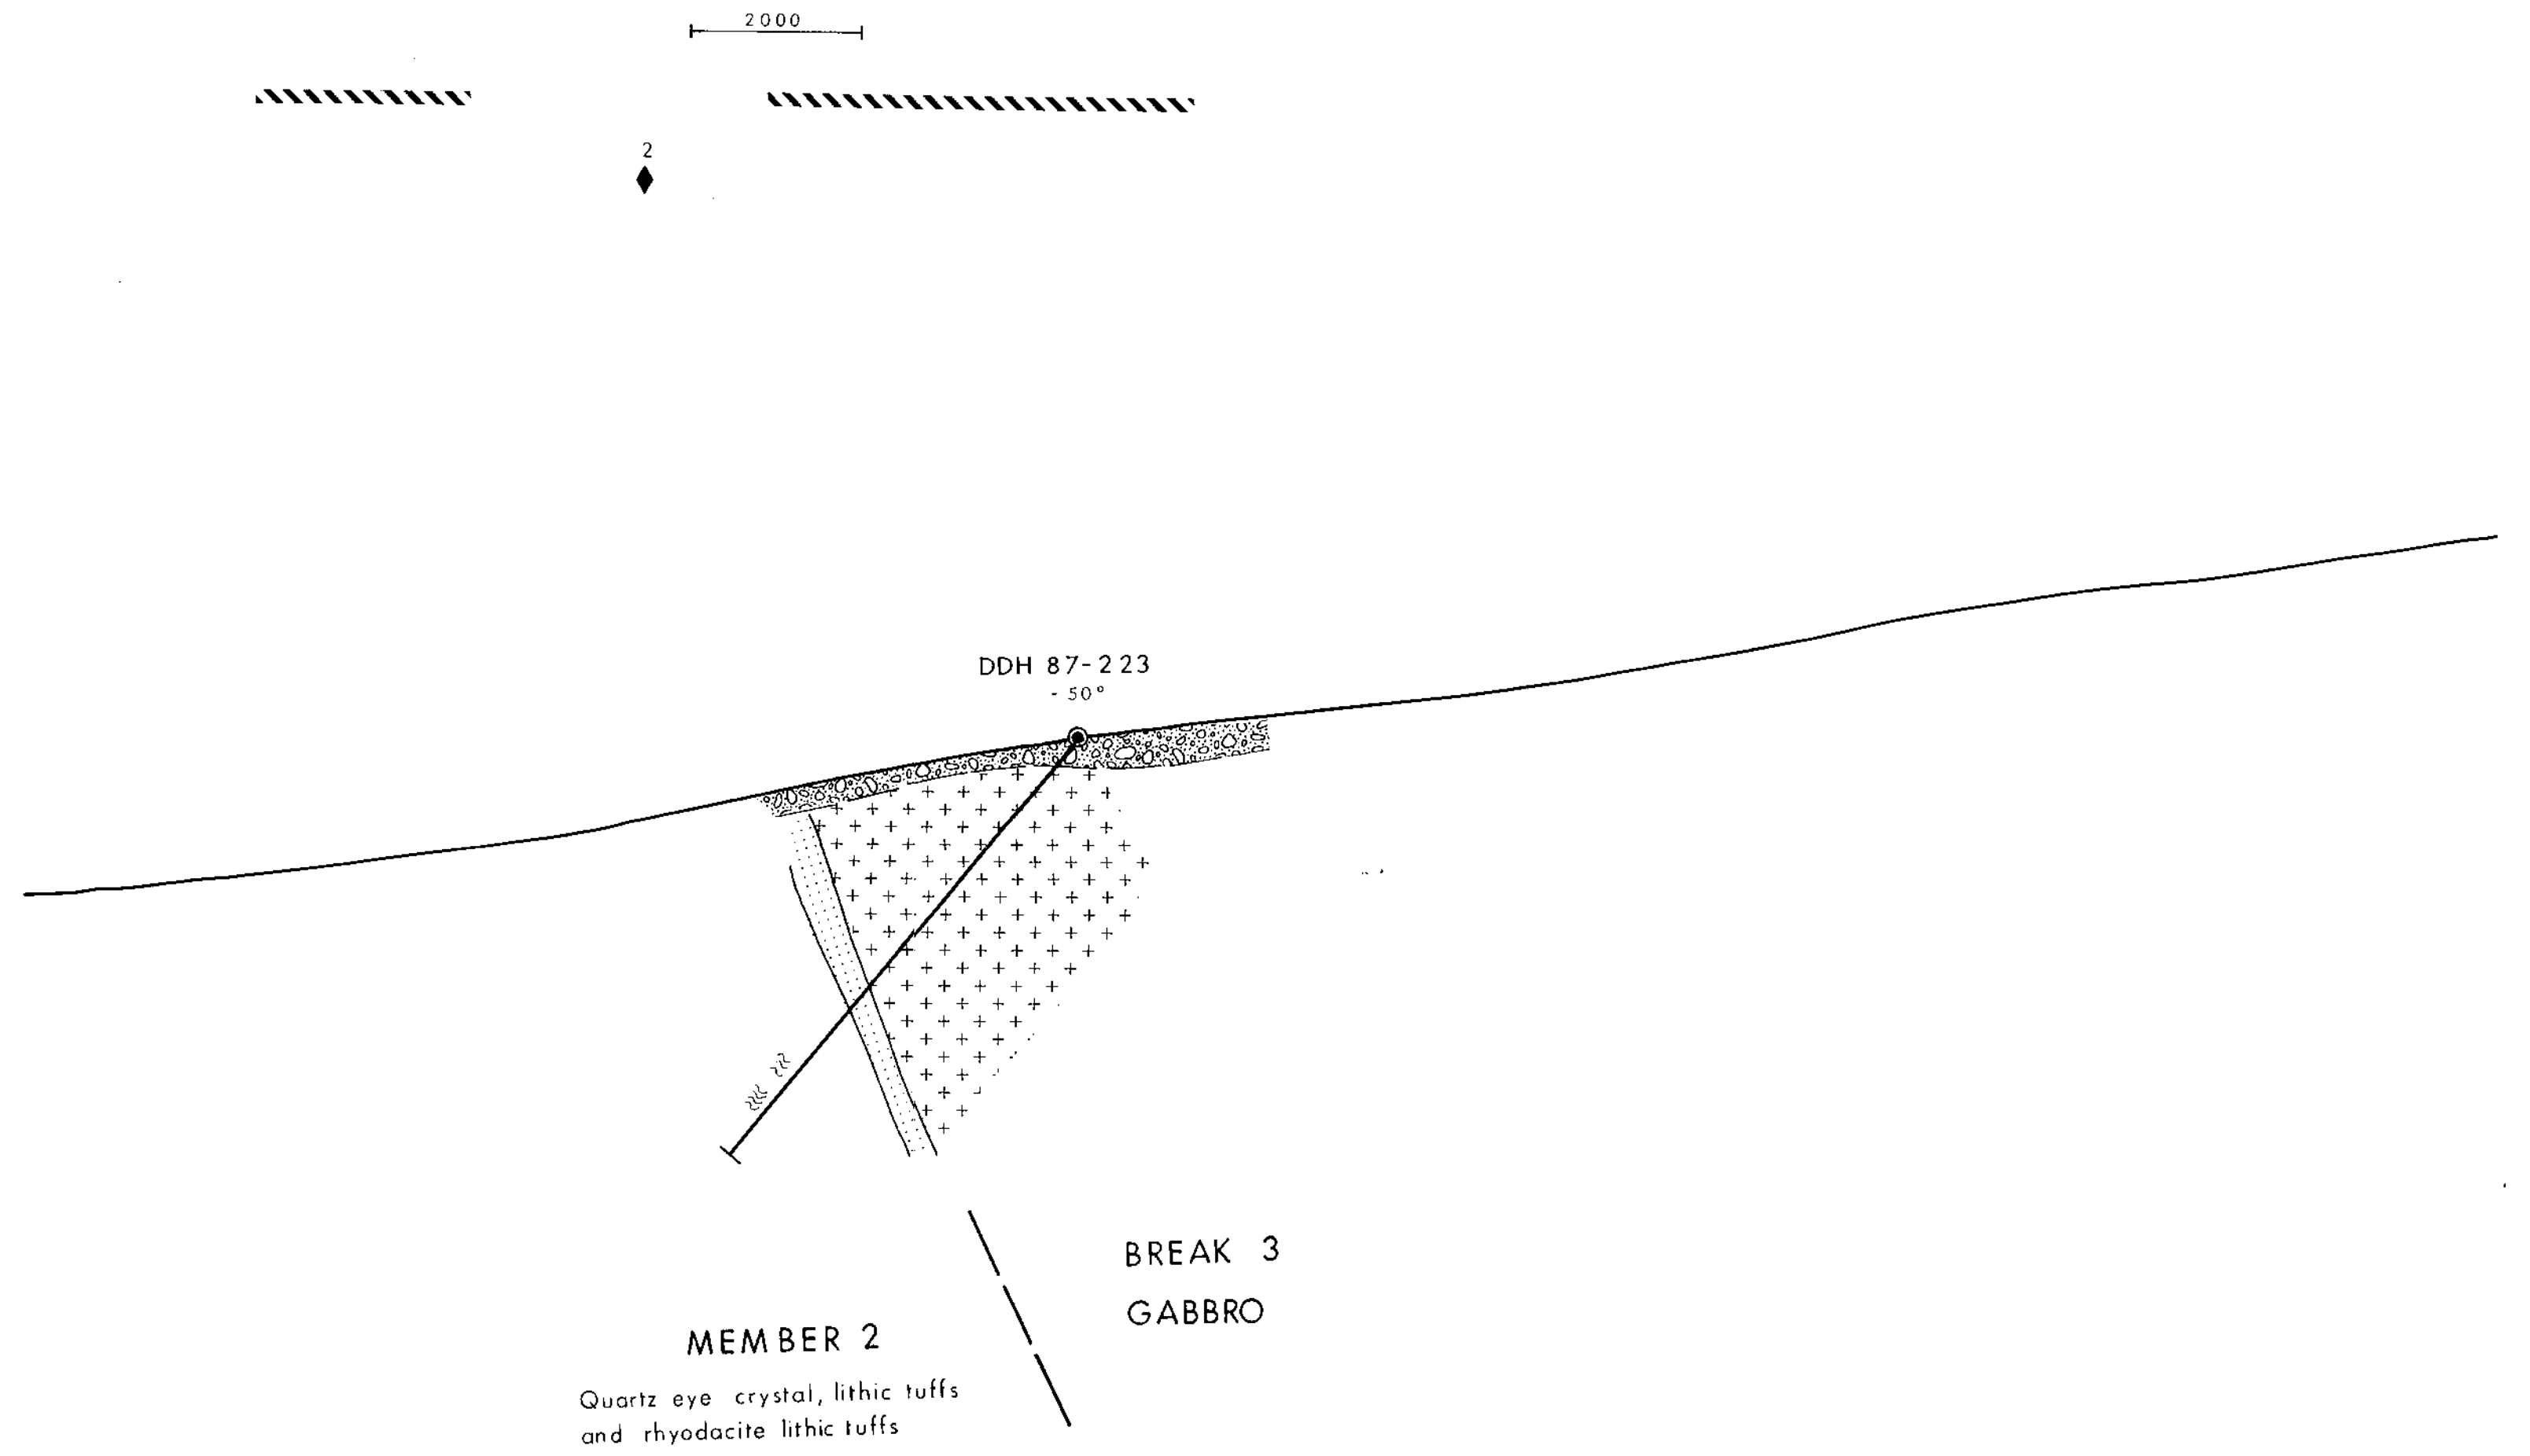 2000
2
DDH 87-223
-50°
BREAK 3
GABBRO
MEMBER 2
Quartz eye crystal, lithic tuffs
and rhyodacite lithic tuffs